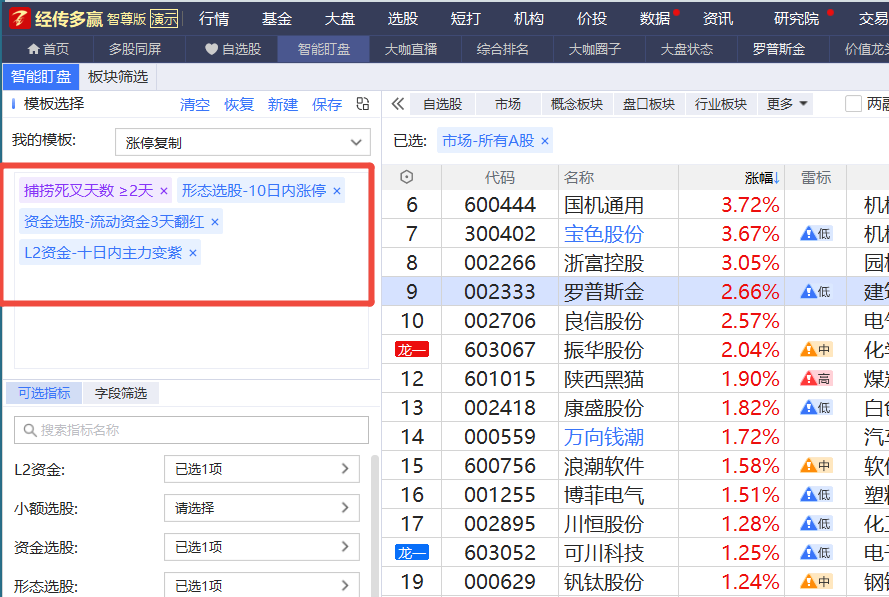 经传多赢 智尊版 演示 行情 基金 大盘 选股 短打 机构 价投 数据 资讯 研究院 交易
首页 多股同屏 自选股 智能盯盘 大咖直播 综合排名 大咖圈子 大盘状态 罗普斯金 价值龙头
智能盯盘 板块筛选
模板选择 清空 恢复 新建 保存
自选股 市场 概念板块 盘口板块 行业板块 更多 两融
我的模板: 涨停复制
已选: 市场-所有A股 ×
捕捞死叉天数 ≥2天 × 形态选股-10日内涨停 ×
资金选股-流动资金3天翻红 ×
L2资金-十日内主力变紫 ×
可选指标 字段筛选
搜索指标名称
L2资金: 已选1项
小额选股: 请选择
资金选股: 已选1项
形态选股: 已选1项
代码 名称 涨幅↓ 雷标
6 600444 国机通用 3.72% 机械
7 300402 宝色股份 3.67% 低 机械
8 002266 浙富控股 3.05% 园林
9 002333 罗普斯金 2.66% 低 建筑
10 002706 良信股份 2.57% 电气
龙一 603067 振华股份 2.04% 中 化学
12 601015 陕西黑猫 1.90% 高 煤炭
13 002418 康盛股份 1.82% 低 白色
14 000559 万向钱潮 1.72% 汽车
15 600756 浪潮软件 1.58% 中 软件
16 001255 博菲电气 1.51% 低 塑料
17 002895 川恒股份 1.28% 低 化工
龙一 603052 可川科技 1.25% 低 电子
19 000629 钒钛股份 1.24% 中 钢铁